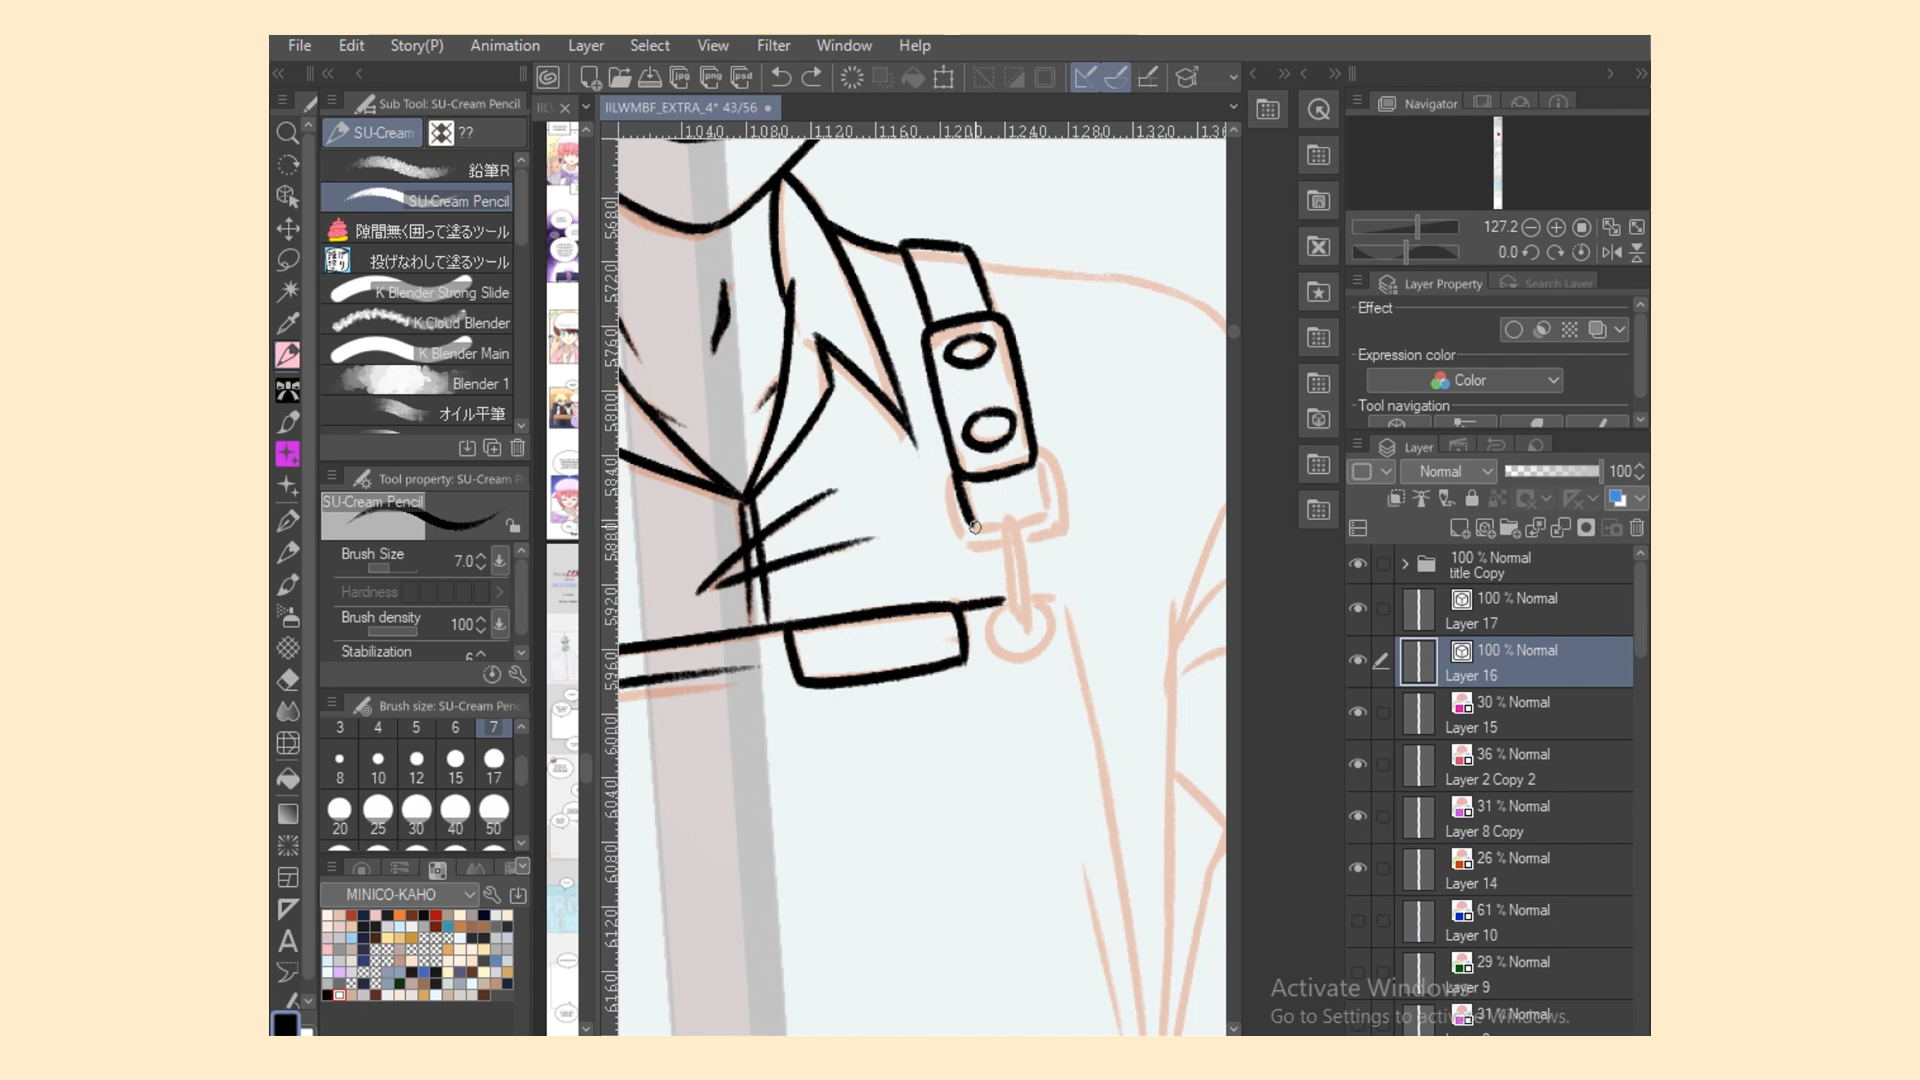 File Edit Story(P) Animation Layer Select View Filter Window Help
Sub Tool: SU-Cream Pencil
SU-Cream ??
鉛筆R
SU-Cream Pencil
隙間無く囲って塗るツール
投げなわして塗るツール
K Blender Strong Slide
K Cloud Blender
K Blender Main
Blender 1
オイル平筆
Tool property: SU-Cream P
SU-Cream Pencil
Brush Size 7.0
Hardness
Brush density 100
Stabilization 6
Brush size: SU-Cream Penc
3 4 5 6 7
8 10 12 15 17
20 25 30 40 50
MINICO-KAHO
IILWMBF_EXTRA_4* 43/56
1040 1080 1120 1160 1200 1240 1280 1320 136
5680
5720
5760
5800
5840
5880
5920
5960
6000
6040
6080
6120
6160
Navigator
127.2
0.0
Layer Property Search Layer
Effect
Expression color
Color
Tool navigation
Layer
Normal 100
100 % Normal
title Copy
100 % Normal
Layer 17
100 % Normal
Layer 16
30 % Normal
Layer 15
36 % Normal
Layer 2 Copy 2
31 % Normal
Layer 8 Copy
26 % Normal
Layer 14
61 % Normal
Layer 10
29 % Normal
Layer 9
31 % Normal
Activate Windows
Go to Settings to activate Windows.